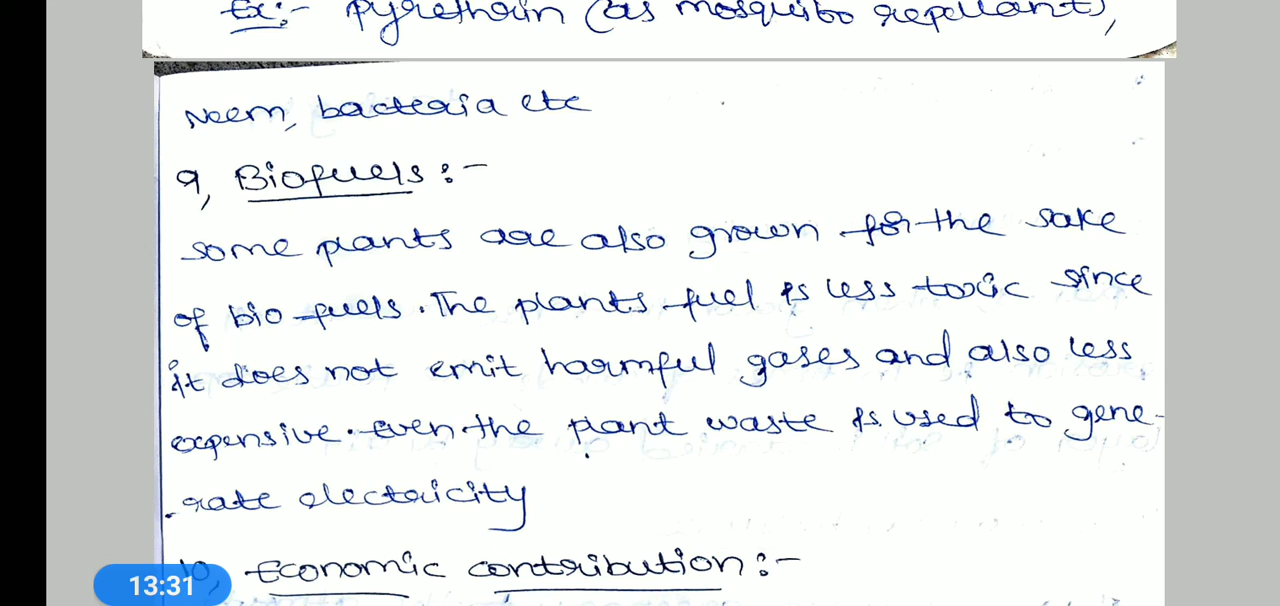 Ex:- Pyrethrin (as mosquito repellant),
Neem, bacteria etc
9, Biofuels:-
some plants are also grown for the sake
of bio-fuels. The plants fuel is less toxic since
it does not emit harmful gases and also less
expensive. Even the plant waste is used to gene-
rate electricity
10, Economic contribution:-
13:31